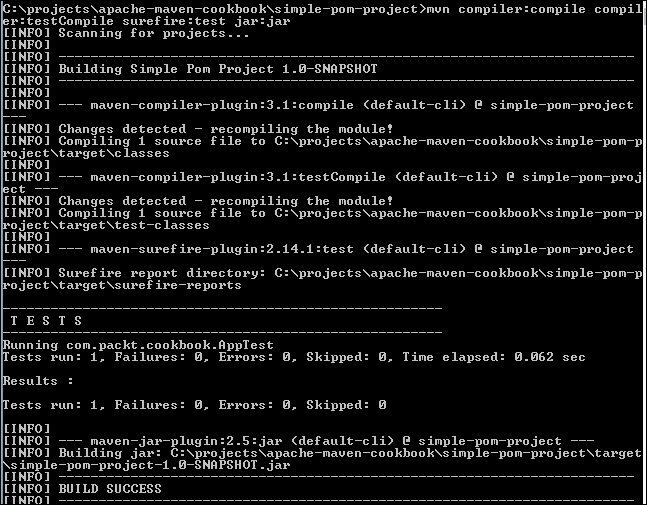 C:\projects\apache-maven-cookbook\simple-pom-project>mvn compiler:compile compil
er:testCompile surefire:test jar:jar
[INFO] Scanning for projects...
[INFO]
[INFO] ------------------------------------------------------------------------
[INFO] Building Simple Pom Project 1.0-SNAPSHOT
[INFO] ------------------------------------------------------------------------
[INFO]
[INFO] --- maven-compiler-plugin:3.1:compile (default-cli) @ simple-pom-project
---
[INFO] Changes detected - recompiling the module!
[INFO] Compiling 1 source file to C:\projects\apache-maven-cookbook\simple-pom-p
roject\target\classes
[INFO]
[INFO] --- maven-compiler-plugin:3.1:testCompile (default-cli) @ simple-pom-proj
ect ---
[INFO] Changes detected - recompiling the module!
[INFO] Compiling 1 source file to C:\projects\apache-maven-cookbook\simple-pom-p
roject\target\test-classes
[INFO]
[INFO] --- maven-surefire-plugin:2.14.1:test (default-cli) @ simple-pom-project
---
[INFO] Surefire report directory: C:\projects\apache-maven-cookbook\simple-pom-p
roject\target\surefire-reports
-------------------------------------------------------
T E S T S
-------------------------------------------------------
Running com.packt.cookbook.AppTest
Tests run: 1, Failures: 0, Errors: 0, Skipped: 0, Time elapsed: 0.062 sec
Results :
Tests run: 1, Failures: 0, Errors: 0, Skipped: 0
[INFO]
[INFO] --- maven-jar-plugin:2.5:jar (default-cli) @ simple-pom-project ---
[INFO] Building jar: C:\projects\apache-maven-cookbook\simple-pom-project\target
\simple-pom-project-1.0-SNAPSHOT.jar
[INFO] ------------------------------------------------------------------------
[INFO] BUILD SUCCESS
[INFO] ------------------------------------------------------------------------